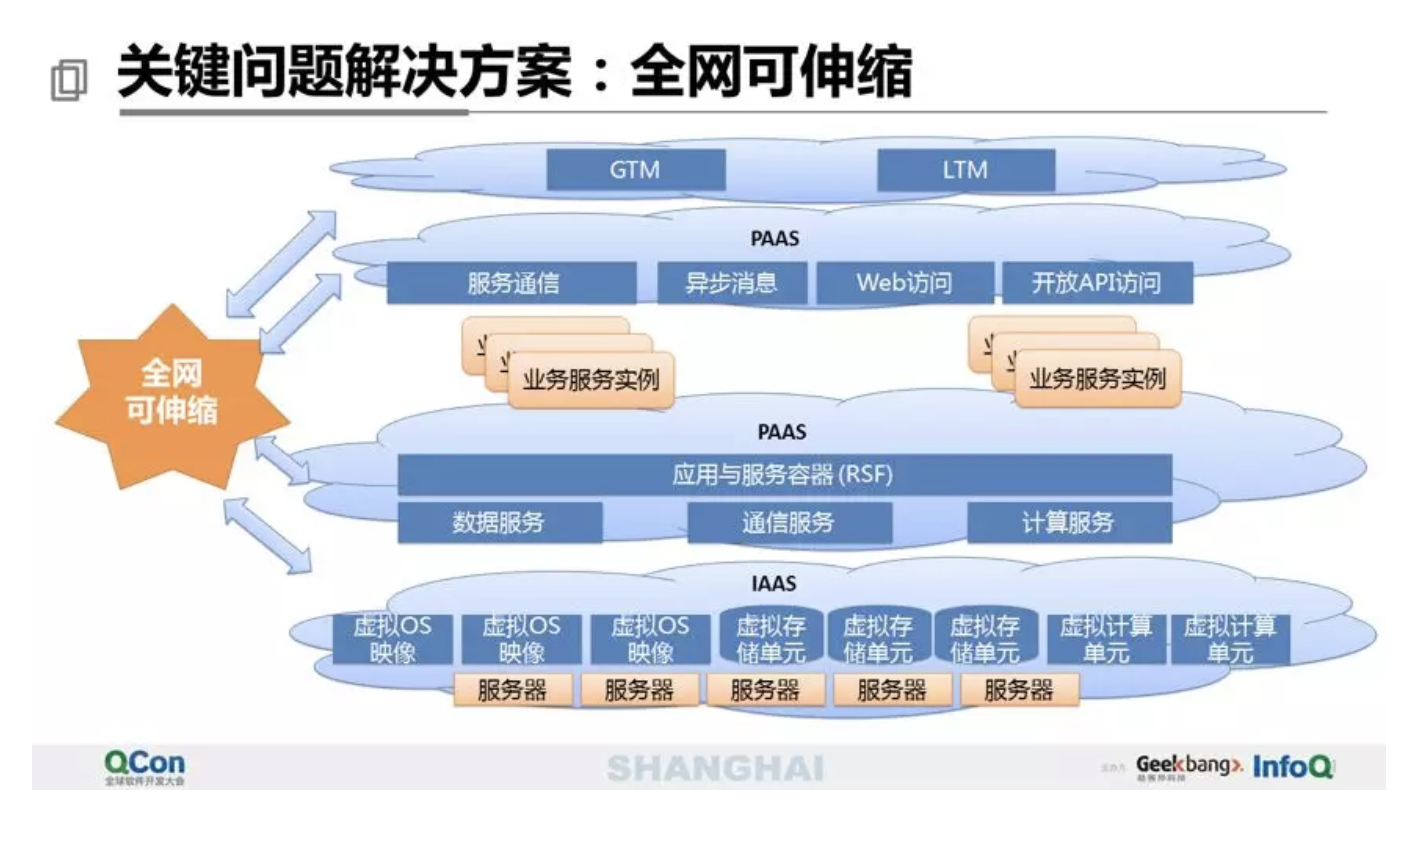 关键问题解决方案：全网可伸缩
GTM
LTM
PAAS
服务通信
异步消息
Web访问
开放API访问
全网
可伸缩
业
业
业务服务实例
业
业
业务服务实例
PAAS
应用与服务容器(RSF)
数据服务
通信服务
计算服务
IAAS
虚拟OS
映像
虚拟OS
映像
虚拟OS
映像
虚拟存
储单元
虚拟存
储单元
虚拟存
储单元
虚拟计算
单元
虚拟计算
单元
服务器
服务器
服务器
服务器
服务器
QCon
全球软件开发大会
SHANGHAI
主办方
Geekbang>.
极客邦科技
InfoQ